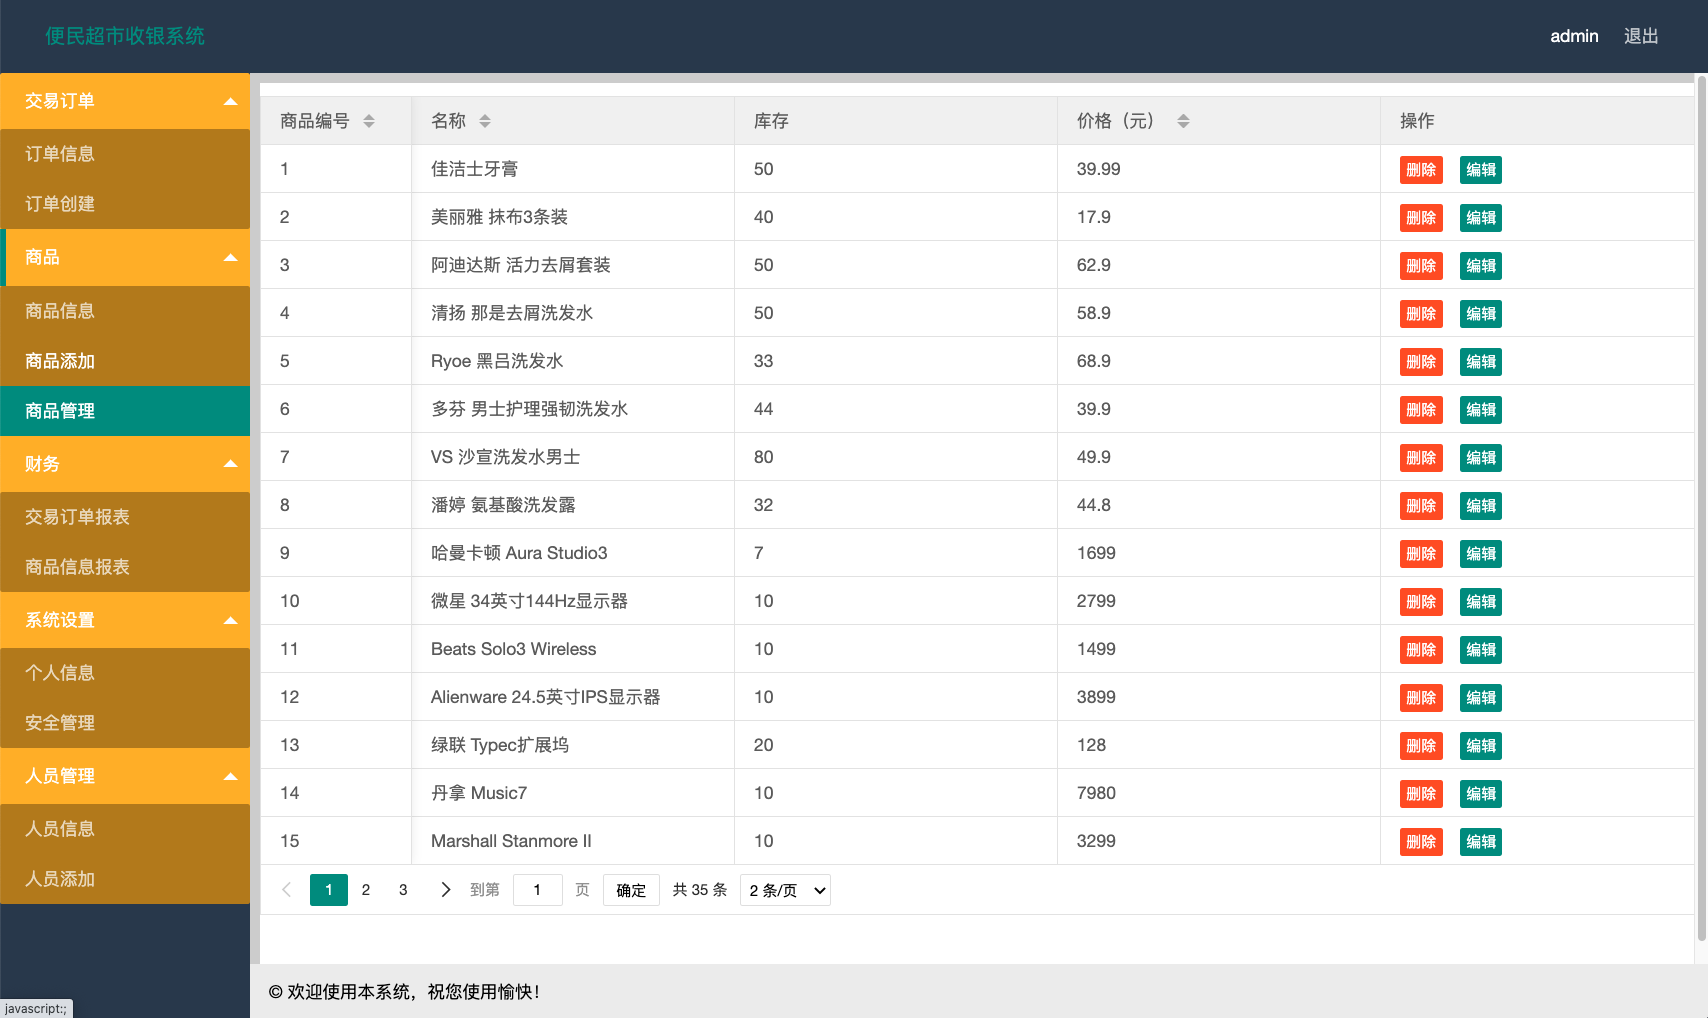 便民超市收银系统
admin 退出
交易订单
订单信息
订单创建
商品
商品信息
商品添加
商品管理
财务
交易订单报表
商品信息报表
系统设置
个人信息
安全管理
人员管理
人员信息
人员添加
商品编号 名称 库存 价格（元） 操作
1 佳洁士牙膏 50 39.99 删除 编辑
2 美丽雅 抹布3条装 40 17.9 删除 编辑
3 阿迪达斯 活力去屑套装 50 62.9 删除 编辑
4 清扬 那是去屑洗发水 50 58.9 删除 编辑
5 Ryoe 黑吕洗发水 33 68.9 删除 编辑
6 多芬 男士护理强韧洗发水 44 39.9 删除 编辑
7 VS 沙宣洗发水男士 80 49.9 删除 编辑
8 潘婷 氨基酸洗发露 32 44.8 删除 编辑
9 哈曼卡顿 Aura Studio3 7 1699 删除 编辑
10 微星 34英寸144Hz显示器 10 2799 删除 编辑
11 Beats Solo3 Wireless 10 1499 删除 编辑
12 Alienware 24.5英寸IPS显示器 10 3899 删除 编辑
13 绿联 Typec扩展坞 20 128 删除 编辑
14 丹拿 Music7 10 7980 删除 编辑
15 Marshall Stanmore II 10 3299 删除 编辑
1 2 3 到第 1 页 确定 共 35 条 2 条/页
© 欢迎使用本系统，祝您使用愉快！
javascript:;